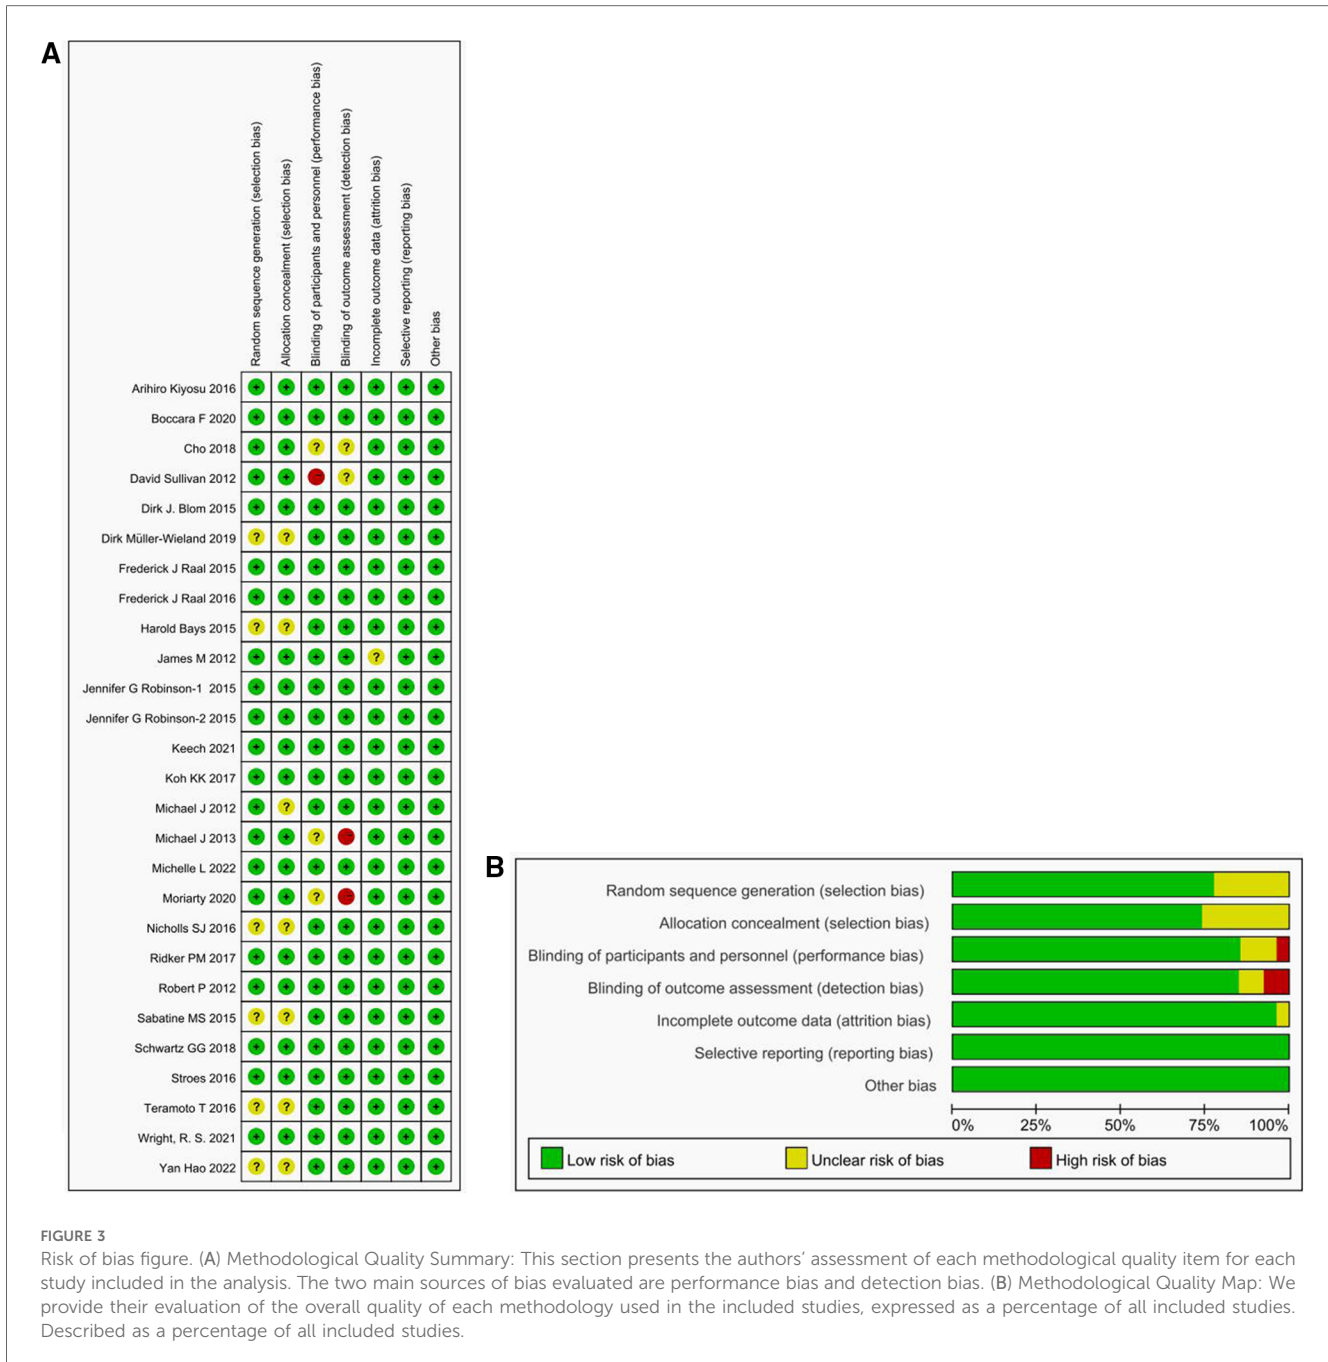 A
Random sequence generation (selection bias)
Allocation concealment (selection bias)
Blinding of participants and personnel (performance bias)
Blinding of outcome assessment (detection bias)
Incomplete outcome data (attrition bias)
Selective reporting (reporting bias)
Other bias
Arihiro Kiyosu 2016 + + + + + + +
Boccara F 2020 + + + + + + +
Cho 2018 + + ? ? + + +
David Sullivan 2012 + + - ? + + +
Dirk J. Blom 2015 + + + + + + +
Dirk Müller-Wieland 2019 ? ? + + + + +
Frederick J Raal 2015 + + + + + + +
Frederick J Raal 2016 + + + + + + +
Harold Bays 2015 ? ? + + + + +
James M 2012 + + + + ? + +
Jennifer G Robinson-1 2015 + + + + + + +
Jennifer G Robinson-2 2015 + + + + + + +
Keech 2021 + + + + + + +
Koh KK 2017 + + + + + + +
Michael J 2012 + ? + + + + +
Michael J 2013 + + ? - + + +
Michelle L 2022 + + + + + + +
Moriarty 2020 + + ? - + + +
Nicholls SJ 2016 ? ? + + + + +
Ridker PM 2017 + + + + + + +
Robert P 2012 + + + + + + +
Sabatine MS 2015 ? ? + + + + +
Schwartz GG 2018 + + + + + + +
Stroes 2016 + + + + + + +
Teramoto T 2016 ? ? + + + + +
Wright, R. S. 2021 + + + + + + +
Yan Hao 2022 ? ? + + + + +
B
Random sequence generation (selection bias)
Allocation concealment (selection bias)
Blinding of participants and personnel (performance bias)
Blinding of outcome assessment (detection bias)
Incomplete outcome data (attrition bias)
Selective reporting (reporting bias)
Other bias
0% 25% 50% 75% 100%
Low risk of bias Unclear risk of bias High risk of bias
FIGURE 3
Risk of bias figure. (A) Methodological Quality Summary: This section presents the authors' assessment of each methodological quality item for each
study included in the analysis. The two main sources of bias evaluated are performance bias and detection bias. (B) Methodological Quality Map: We
provide their evaluation of the overall quality of each methodology used in the included studies, expressed as a percentage of all included studies.
Described as a percentage of all included studies.